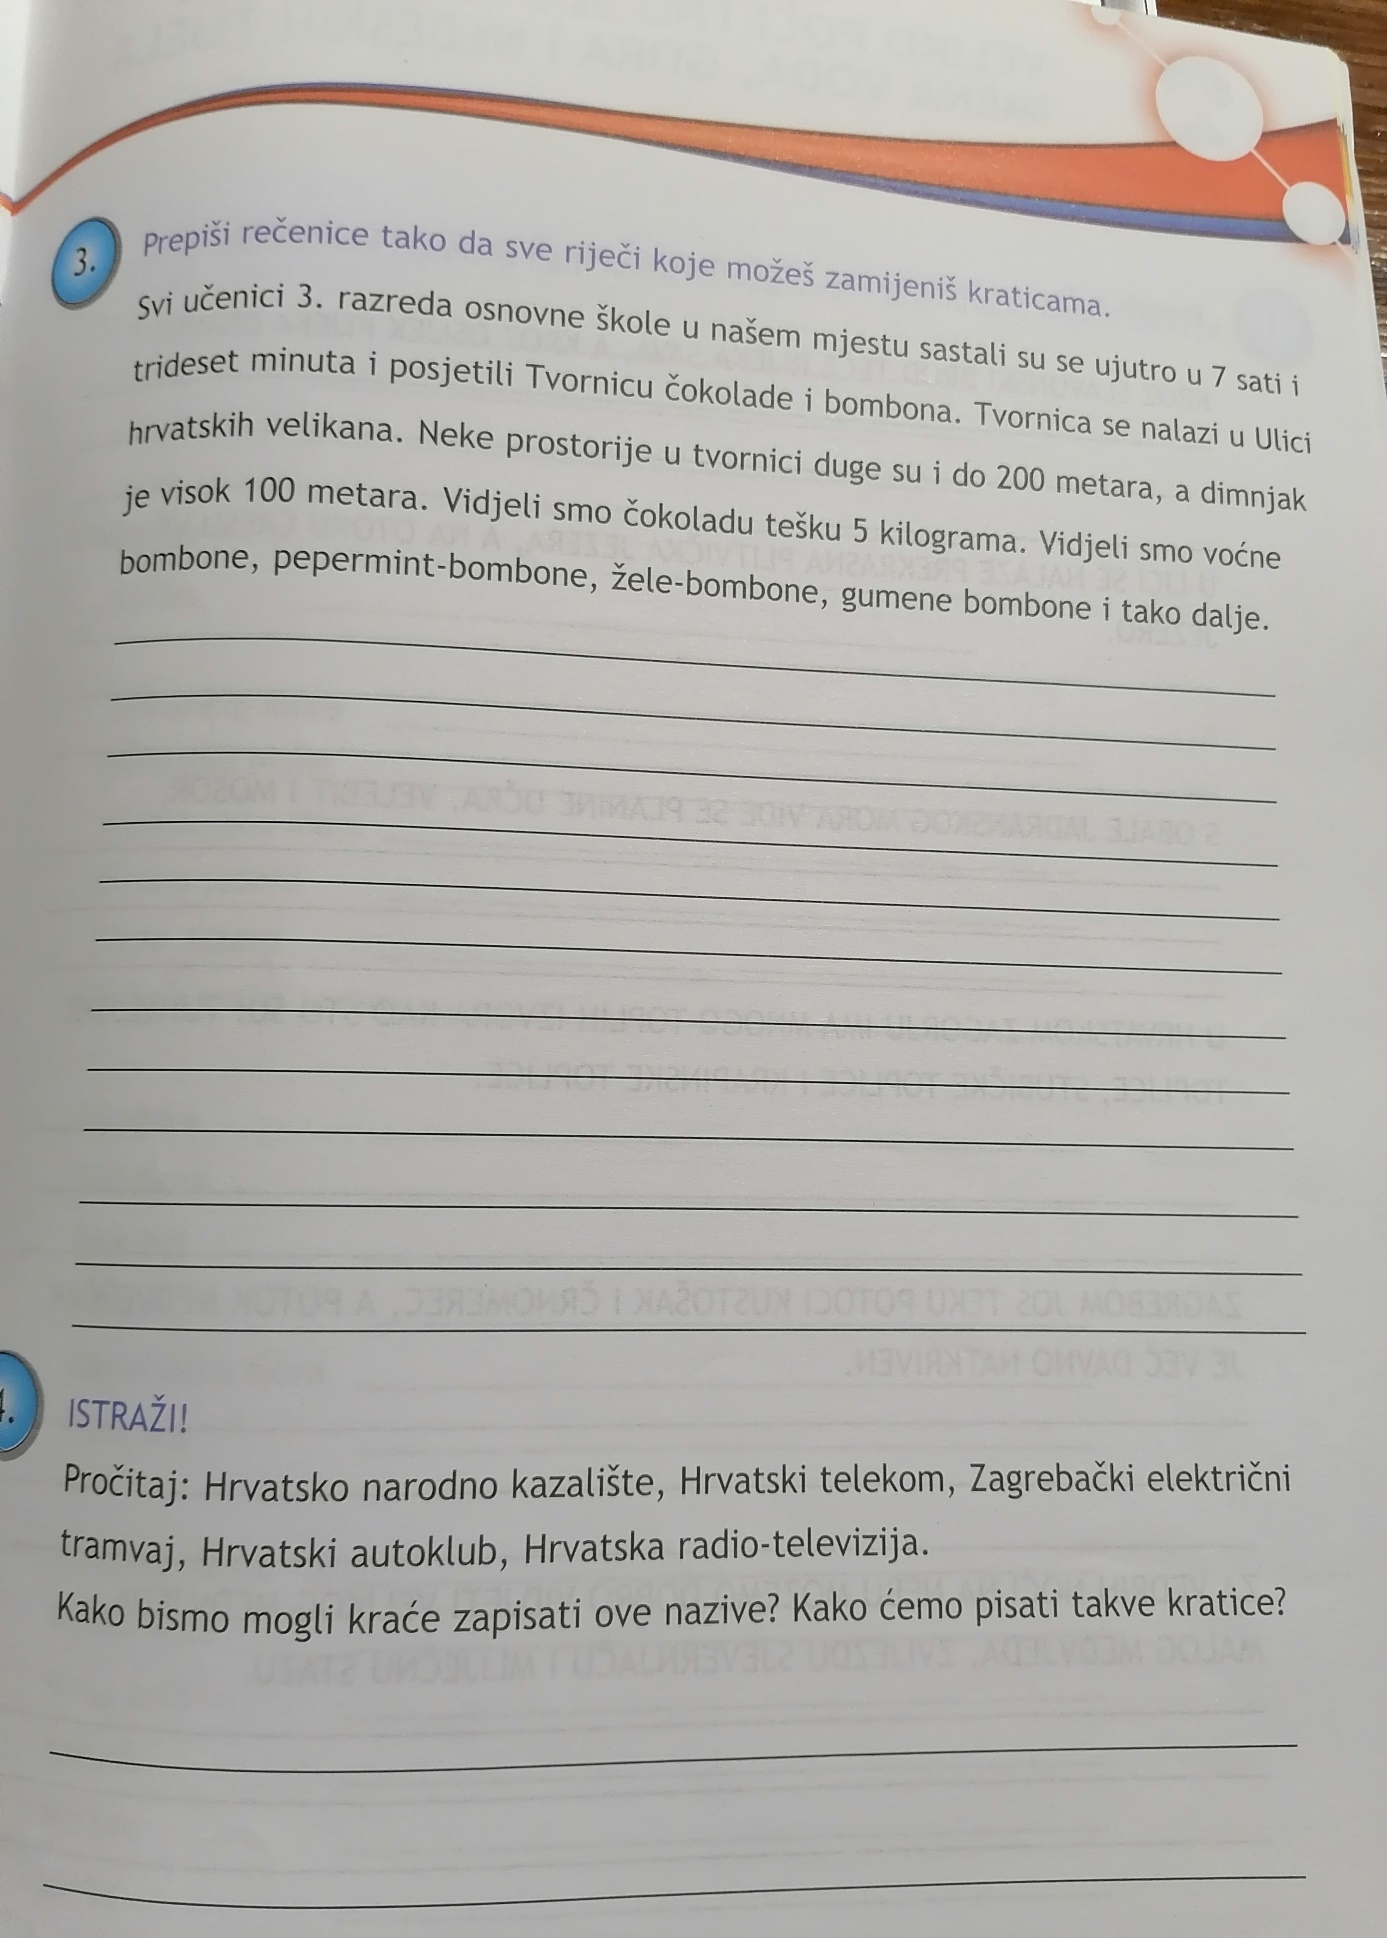 3.
Prepiši rečenice tako da sve riječi koje možeš zamijeniš kraticama.
Svi učenici 3. razreda osnovne škole u našem mjestu sastali su se ujutro u 7 sati i
trideset minuta i posjetili Tvornicu čokolade i bombona. Tvornica se nalazi u Ulici
hrvatskih velikana. Neke prostorije u tvornici duge su i do 200 metara, a dimnjak
je visok 100 metara. Vidjeli smo čokoladu tešku 5 kilograma. Vidjeli smo voćne
bombone, pepermint-bombone, žele-bombone, gumene bombone i tako dalje.
4.
ISTRAŽI!
Pročitaj: Hrvatsko narodno kazalište, Hrvatski telekom, Zagrebački električni
tramvaj, Hrvatski autoklub, Hrvatska radio-televizija.
Kako bismo mogli kraće zapisati ove nazive? Kako ćemo pisati takve kratice?